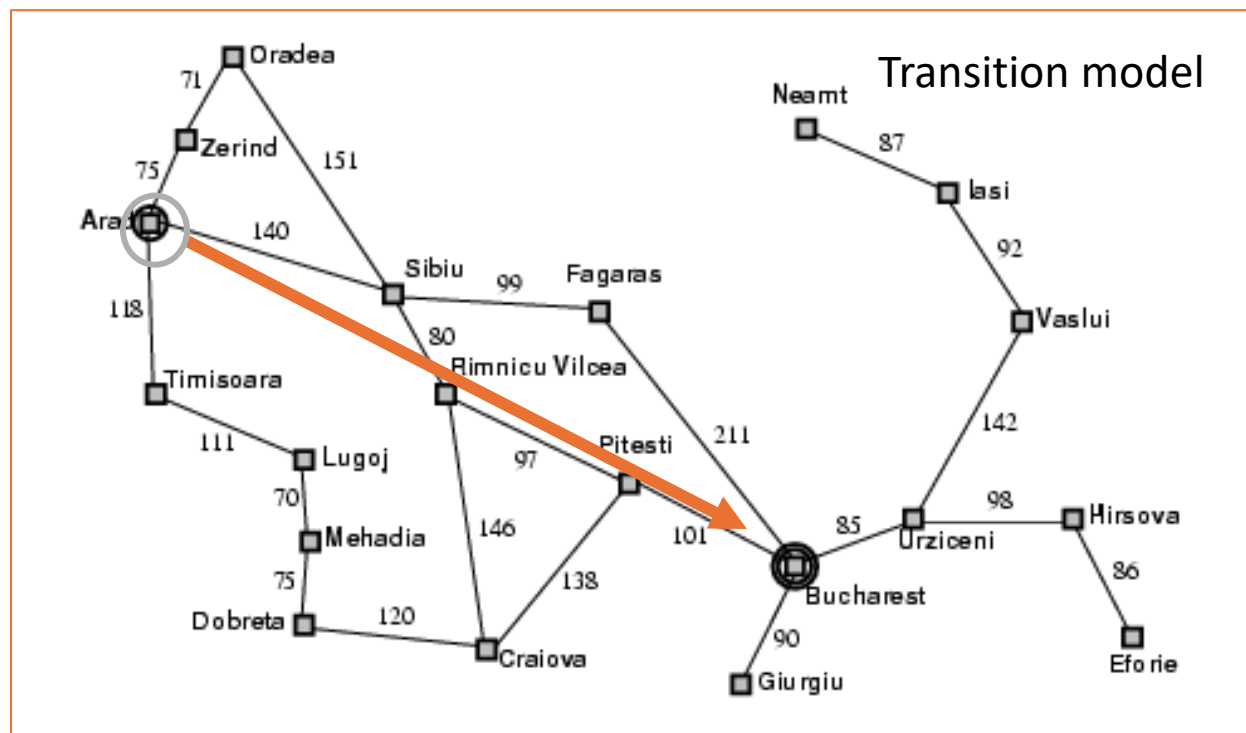 Oradea
Transition model
71
Neamt
Zerind
87
75
151
Iasi
Arad
140
92
Sibiu
Fagaras
99
118
80
Vaslui
Rimnicu Vilcea
Timisoara
142
111
211
Lugoj
97
Pitesti
70
98
Hirsova
146
101
85
Mehadia
Urziceni
86
75
138
Bucharest
Dobreta
120
90
Craiova
Eforie
Giurgiu